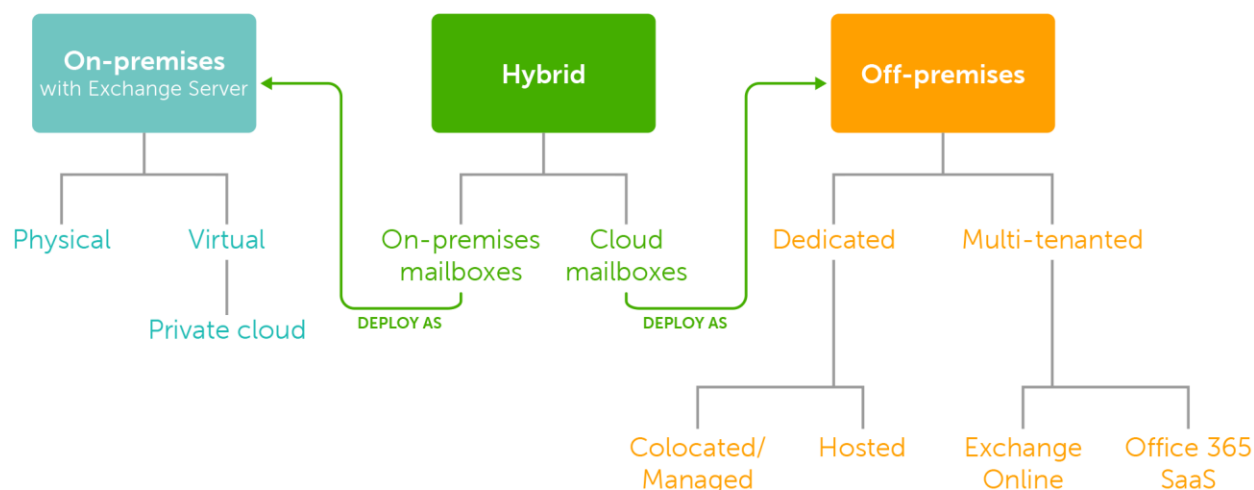 On-premises
with Exchange Server
Hybrid
Off-premises
Physical
Virtual
On-premises
mailboxes
Cloud
mailboxes
Dedicated
Multi-tenanted
Private cloud
DEPLOY AS
DEPLOY AS
Colocated/
Managed
Hosted
Exchange
Online
Office 365
SaaS